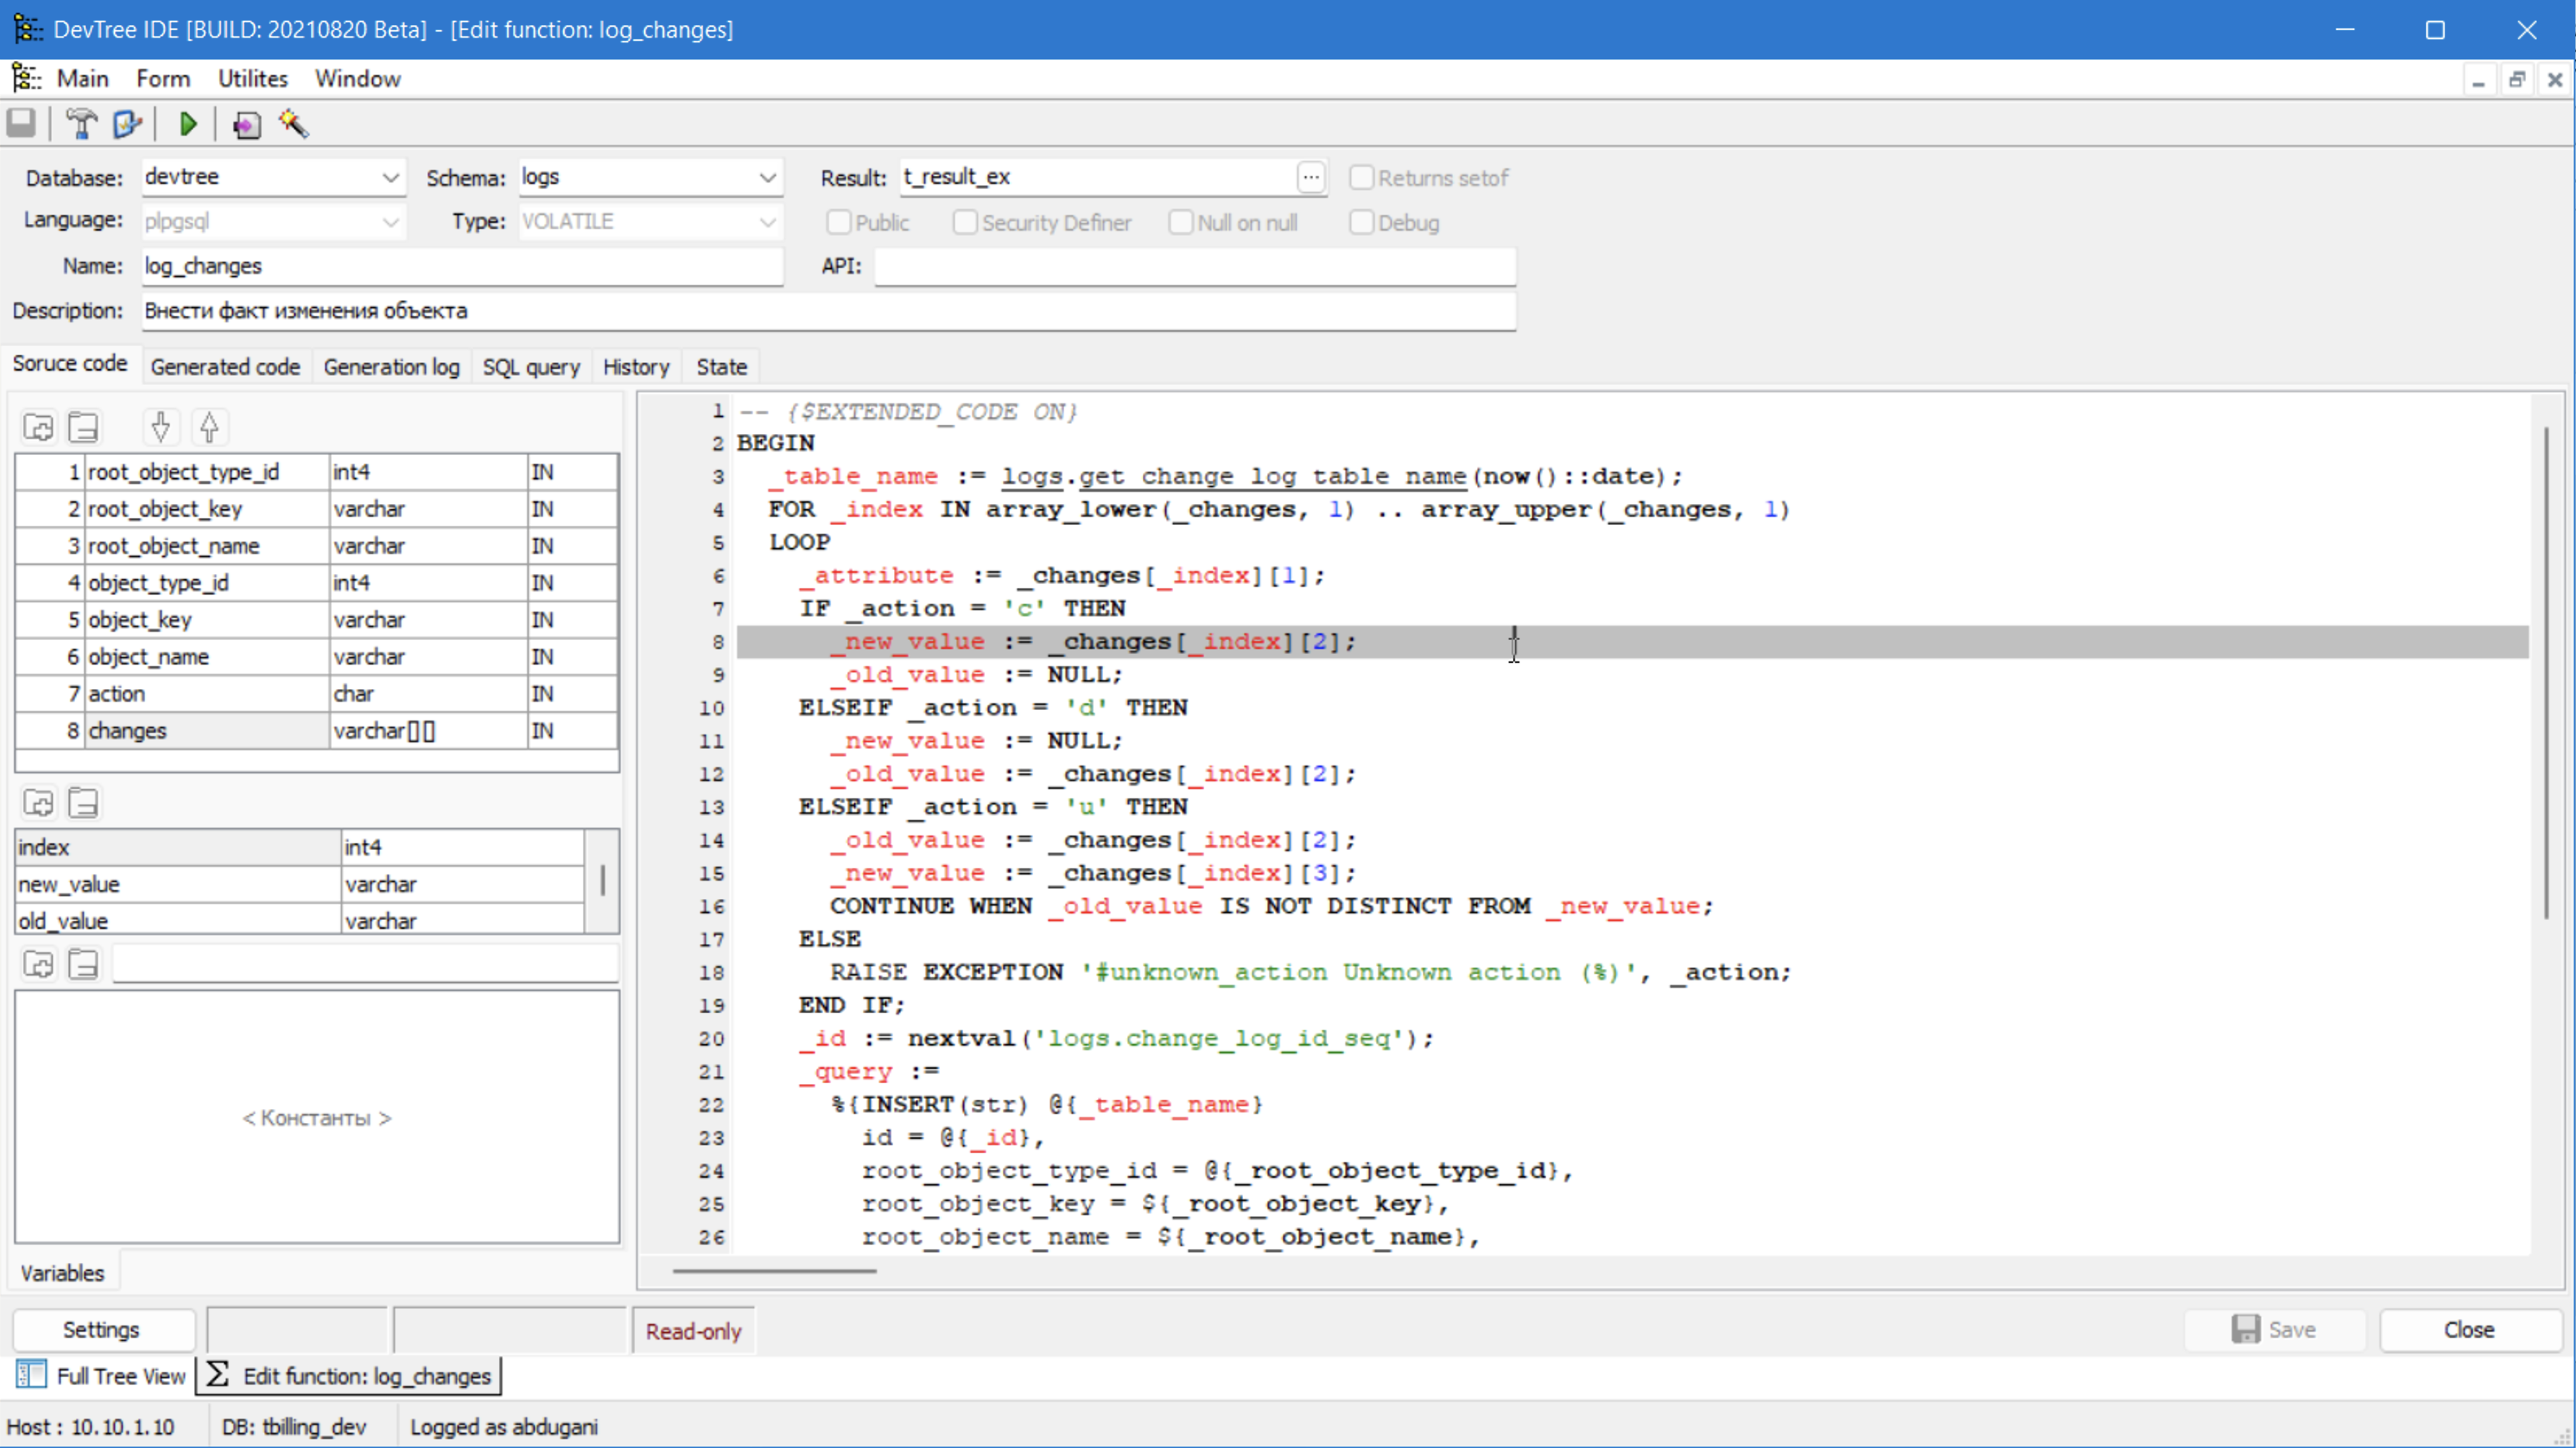 DevTree IDE [BUILD: 20210820 Beta] - [Edit function: log_changes]
Main Form Utilites Window
Database: devtree Schema: logs Result: t_result_ex ... Returns setof
Language: plpgsql Type: VOLATILE Public Security Definer Null on null Debug
Name: log_changes API:
Description: Внести факт изменения объекта
Soruce code Generated code Generation log SQL query History State
1 root_object_type_id int4 IN
2 root_object_key varchar IN
3 root_object_name varchar IN
4 object_type_id int4 IN
5 object_key varchar IN
6 object_name varchar IN
7 action char IN
8 changes varchar[][] IN
index int4
new_value varchar
old_value varchar
< Константы >
Variables
1 -- {$EXTENDED_CODE ON}
2 BEGIN
3 _table_name := logs.get_change_log_table_name(now()::date);
4 FOR _index IN array_lower(_changes, 1) .. array_upper(_changes, 1)
5 LOOP
6 _attribute := _changes[_index][1];
7 IF _action = 'c' THEN
8 _new_value := _changes[_index][2];
9 _old_value := NULL;
10 ELSEIF _action = 'd' THEN
11 _new_value := NULL;
12 _old_value := _changes[_index][2];
13 ELSEIF _action = 'u' THEN
14 _old_value := _changes[_index][2];
15 _new_value := _changes[_index][3];
16 CONTINUE WHEN _old_value IS NOT DISTINCT FROM _new_value;
17 ELSE
18 RAISE EXCEPTION '#unknown_action Unknown action (%)', _action;
19 END IF;
20 _id := nextval('logs.change_log_id_seq');
21 _query :=
22 %{INSERT(str) @{_table_name}
23 id = @{_id},
24 root_object_type_id = @{_root_object_type_id},
25 root_object_key = ${_root_object_key},
26 root_object_name = ${_root_object_name},
Settings Read-only Save Close
Full Tree View Σ Edit function: log_changes
Host : 10.10.1.10 DB: tbilling_dev Logged as abdugani